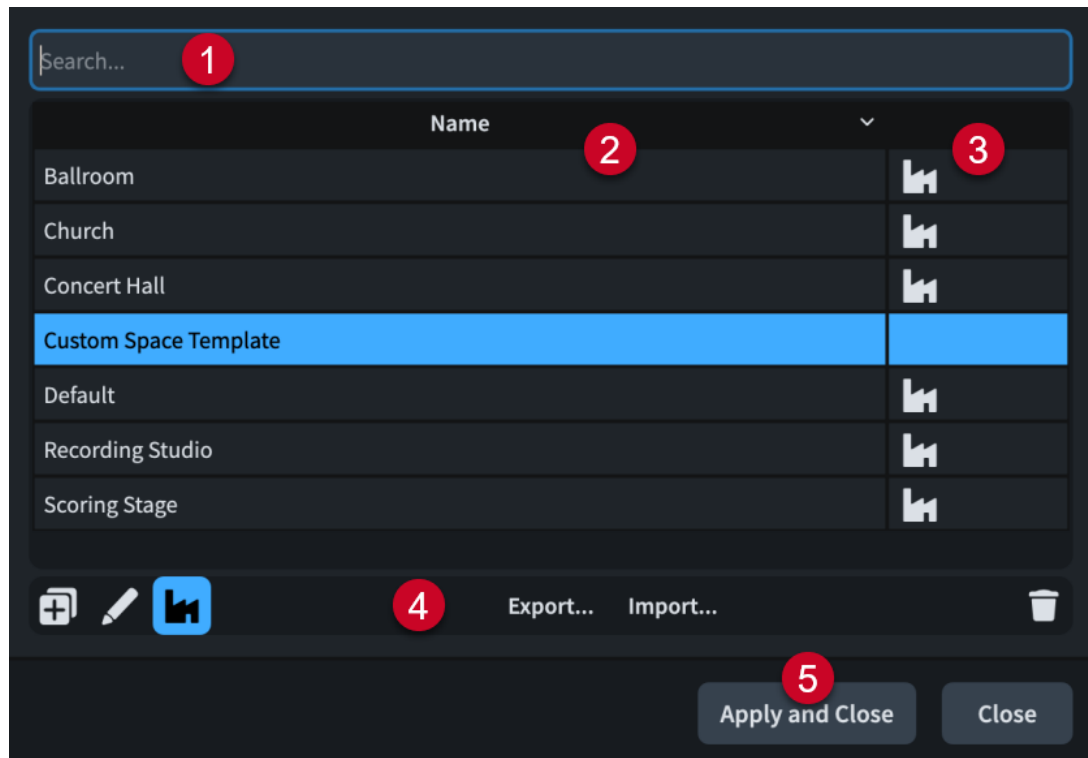 Search...
1
Name
2
3
Ballroom
Church
Concert Hall
Custom Space Template
Default
Recording Studio
Scoring Stage
4
Export... Import...
5
Apply and Close Close